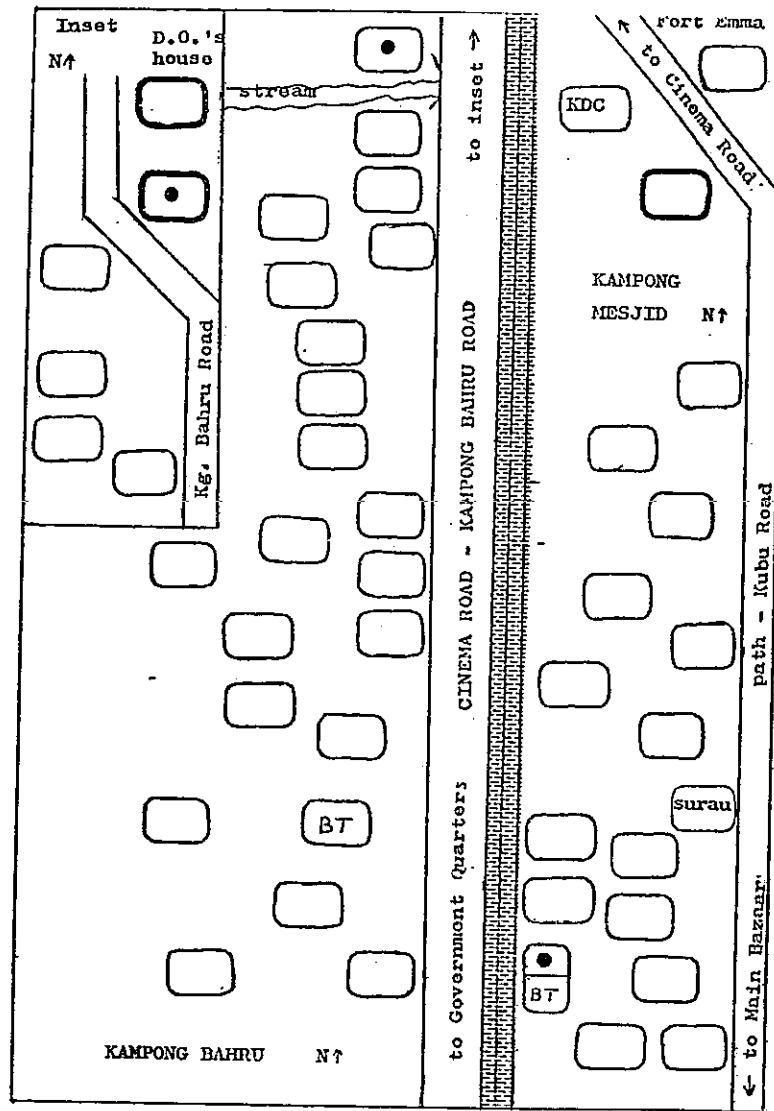 Inset
N↑
D.O.'s
house
stream
Kg. Bahru Road
to inset →
CINEMA ROAD - KAMPONG BAHRU ROAD
to Government Quarters
BT
KAMPONG BAHRU N↑
Fort Emma
to Cinema Road
KDC
KAMPONG
MESJID N↑
path - Kubu Road
surau
BT
← to Main Bazaar